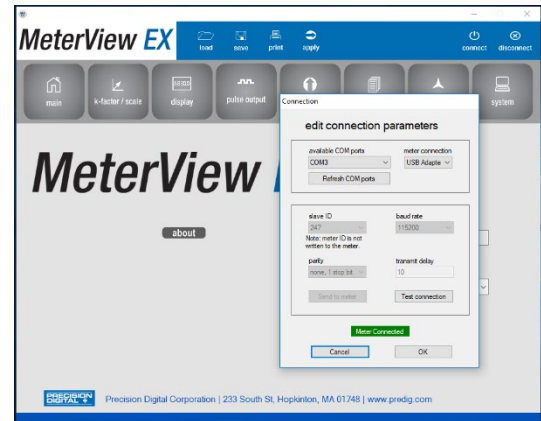 MeterView EX
load save print apply connect disconnect
main k-factor / scale display pulse output system
Connection
edit connection parameters
available COM ports meter connection
COM3 USB Adapte
Refresh COM ports
MeterView
about
slave ID baud rate
247 115200
Note: meter ID is not
written to the meter.
parity transmit delay
none, 1 stop bit 10
Send to meter Test connection
Meter Connected
Cancel OK
PRECISION
DIGITAL
Precision Digital Corporation | 233 South St, Hopkinton, MA 01748 | www.predig.com